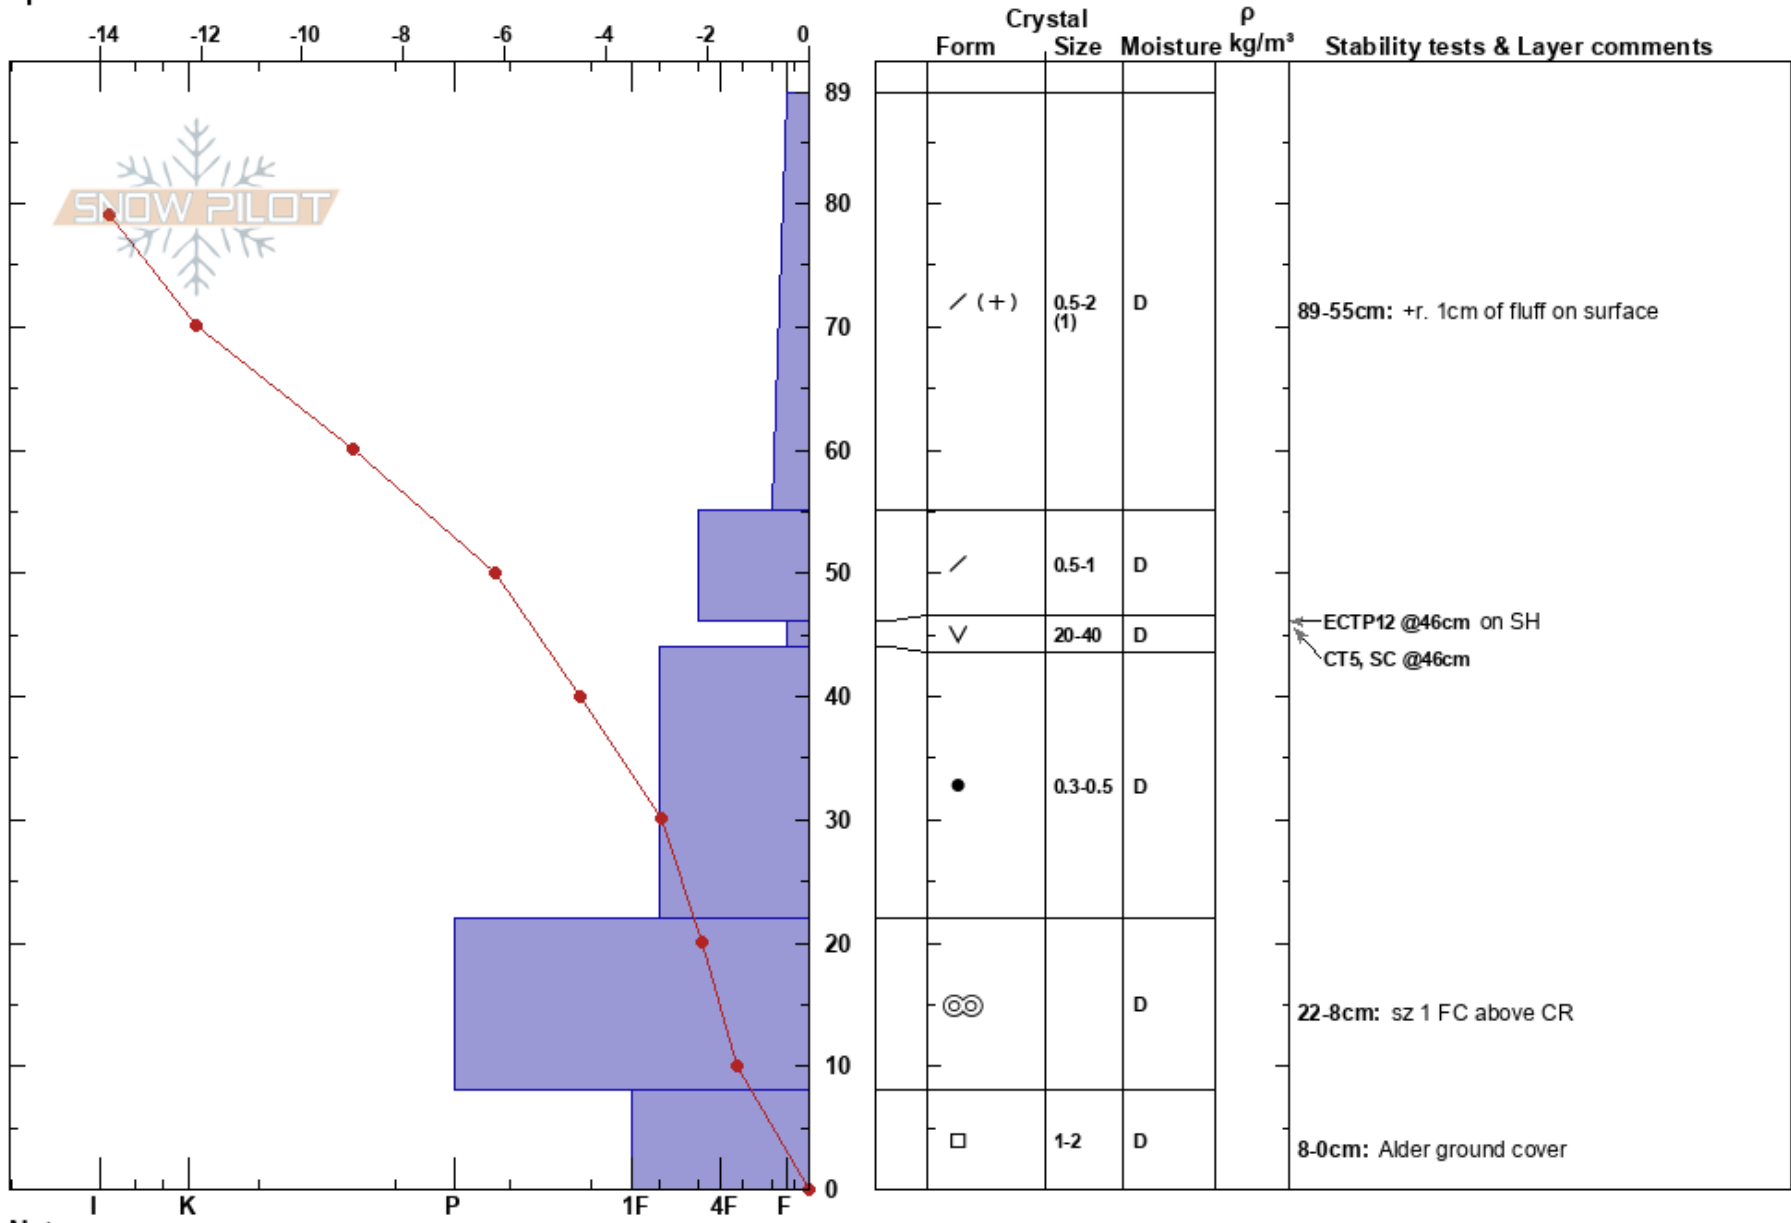 Crystal ρ
-14 -12 -10 -8 -6 -4 -2 0 Form Size Moisture kg/m³ Stability tests & Layer comments
89
SNOW PILOT
80
/ (+) 0.5-2 D
(1)
89-55cm: +r. 1cm of fluff on surface
70
60
/ 0.5-1 D
50
ECTP12 @46cm on SH
V 20-40 D
CT5, SC @46cm
40
● 0.3-0.5 D
30
20
D
22-8cm: sz 1 FC above CR
10
□ 1-2 D
8-0cm: Alder ground cover
0
I K P 1F 4F F